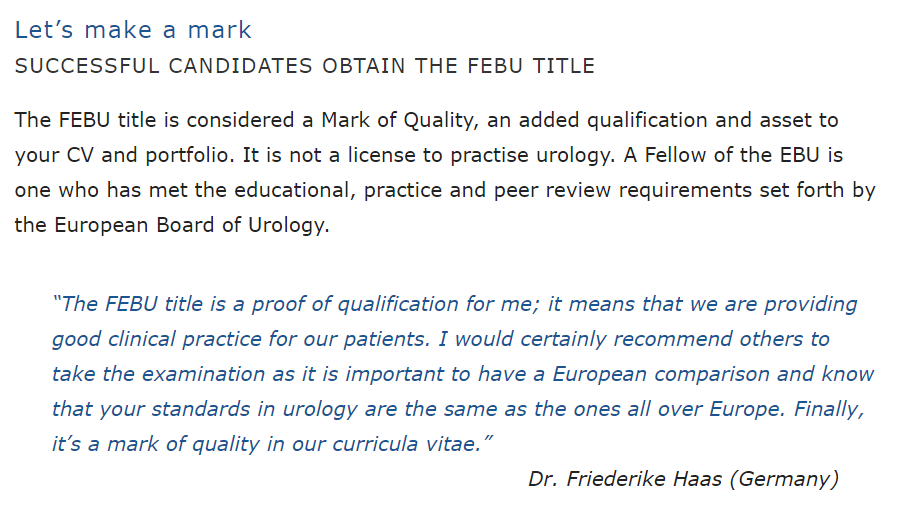 Let’s make a mark
SUCCESSFUL CANDIDATES OBTAIN THE FEBU TITLE
The FEBU title is considered a Mark of Quality, an added qualification and asset to
your CV and portfolio. It is not a license to practise urology. A Fellow of the EBU is
one who has met the educational, practice and peer review requirements set forth by
the European Board of Urology.
“The FEBU title is a proof of qualification for me; it means that we are providing
good clinical practice for our patients. I would certainly recommend others to
take the examination as it is important to have a European comparison and know
that your standards in urology are the same as the ones all over Europe. Finally,
it’s a mark of quality in our curricula vitae.”
Dr. Friederike Haas (Germany)